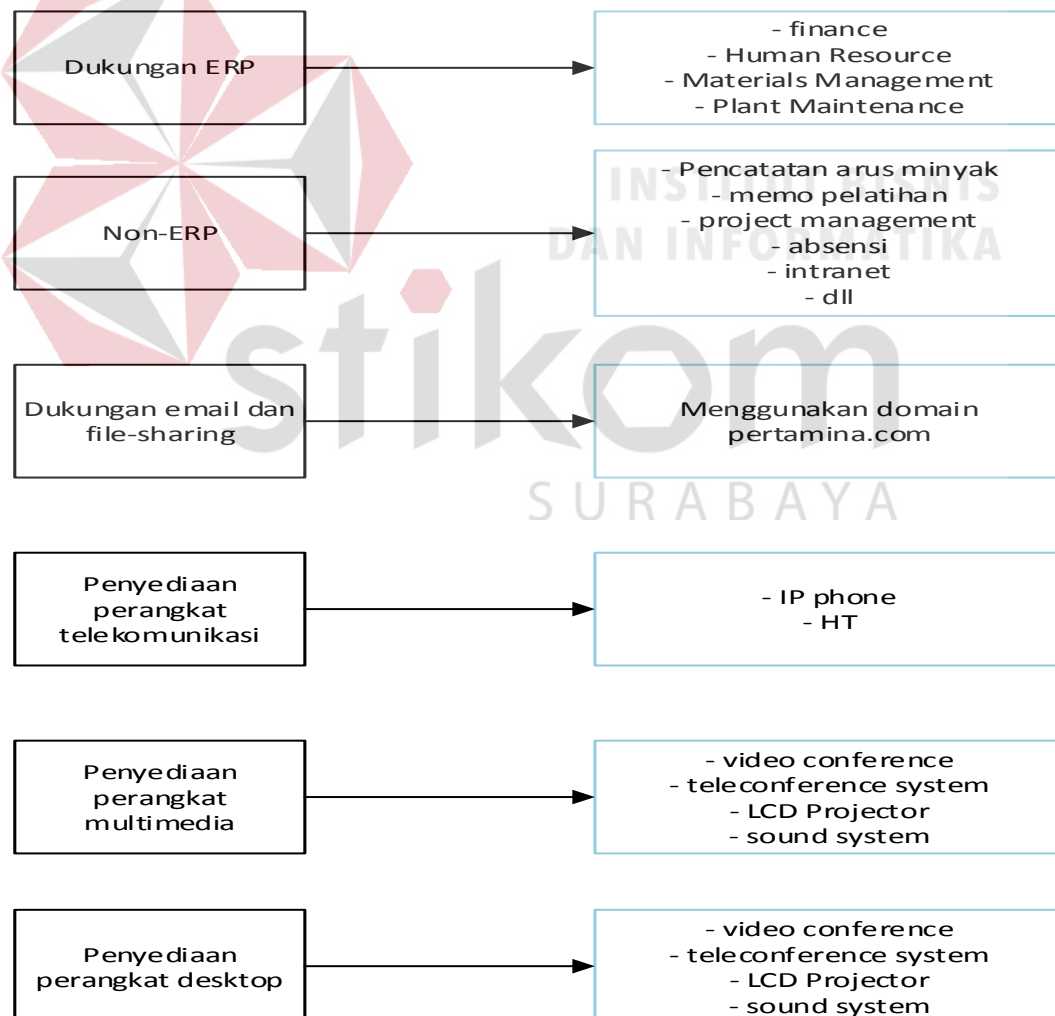 Dukungan ERP
- finance
- Human Resource
- Materials Management
- Plant Maintenance
Non-ERP
- Pencatatan arus minyak
- memo pelatihan
- project management
- absensi
- intranet
- dll
INSTITUT BISNIS
DAN INFORMATIKA
stikom
SURABAYA
Dukungan email dan
file-sharing
Menggunakan domain
pertamina.com
Penyediaan
perangkat
telekomunikasi
- IP phone
- HT
Penyediaan
perangkat
multimedia
- video conference
- teleconference system
- LCD Projector
- sound system
Penyediaan
perangkat desktop
- video conference
- teleconference system
- LCD Projector
- sound system